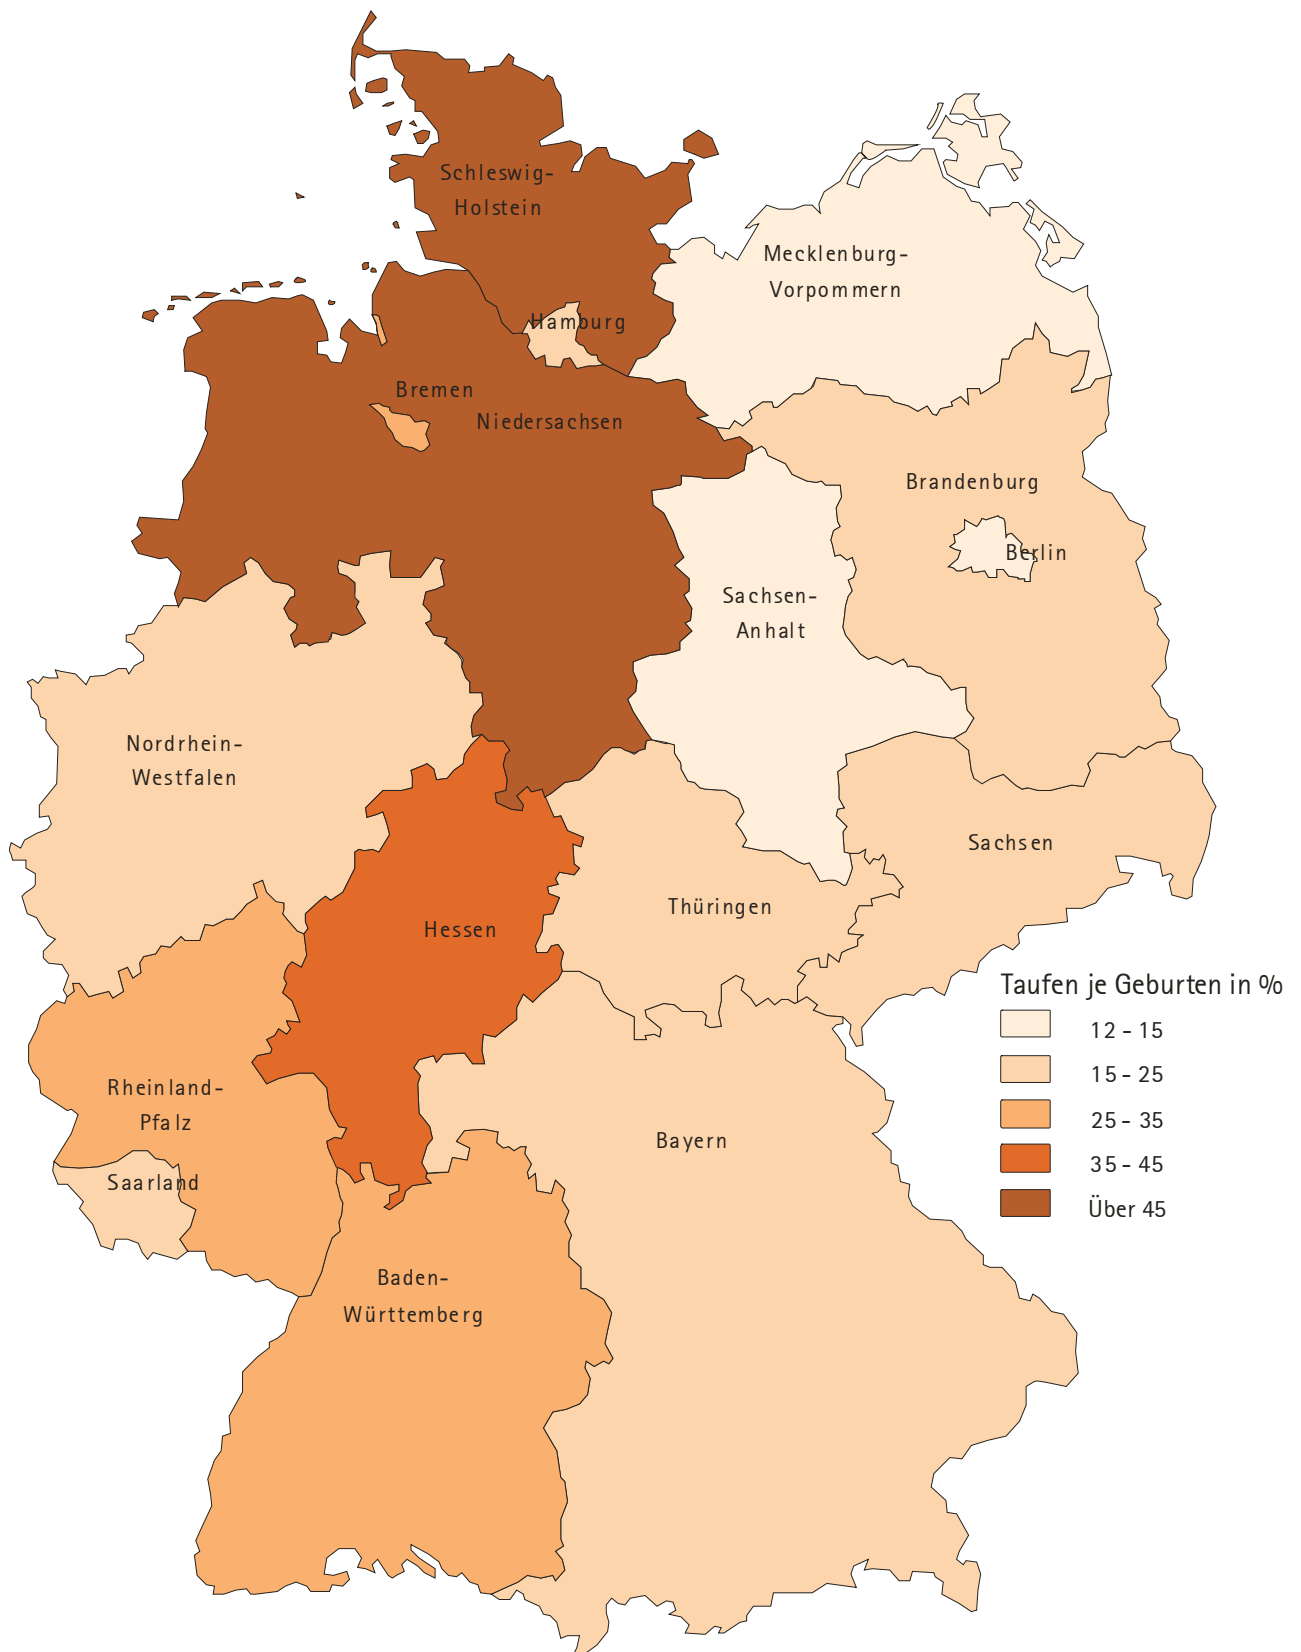 Schleswig-
Holstein
Mecklenburg-
Vorpommern
Hamburg
Bremen
Niedersachsen
Brandenburg
Berlin
Sachsen-
Anhalt
Nordrhein-
Westfalen
Sachsen
Thüringen
Hessen
Taufen je Geburten in %
12 - 15
15 - 25
25 - 35
35 - 45
Über 45
Rheinland-
Pfalz
Bayern
Saarland
Baden-
Württemberg